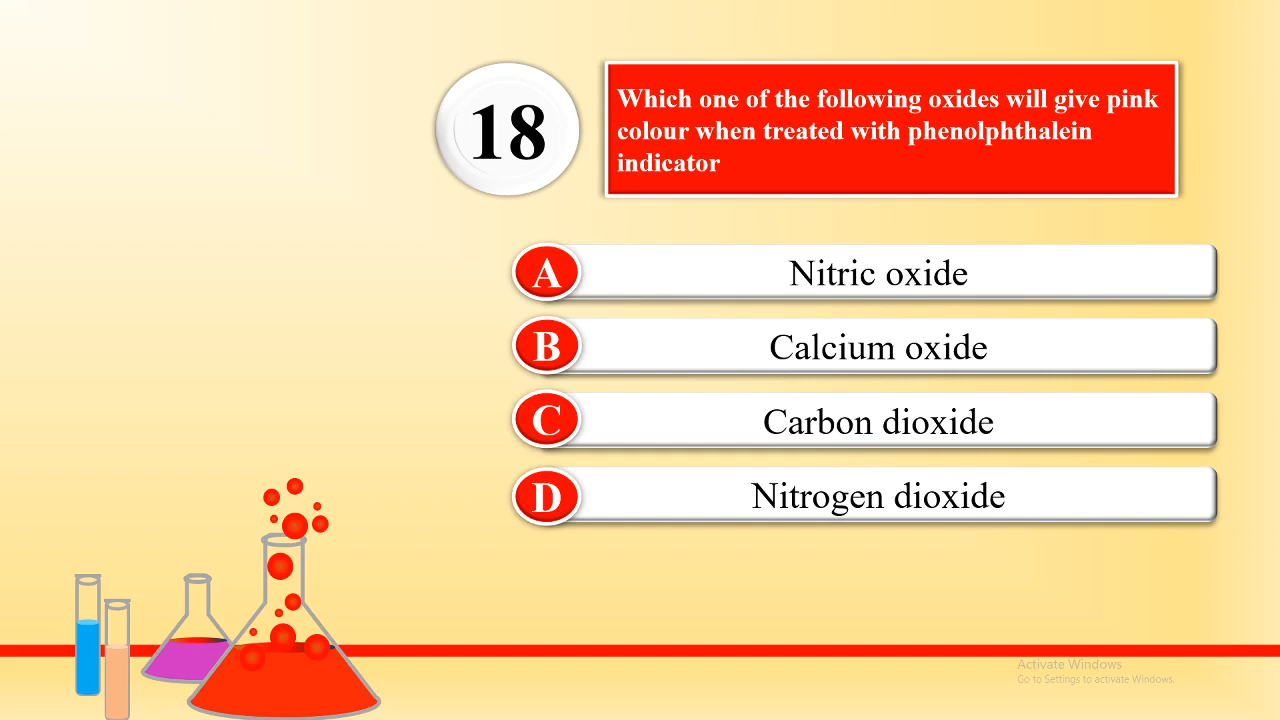 18
Which one of the following oxides will give pink
colour when treated with phenolphthalein
indicator
A
Nitric oxide
B
Calcium oxide
C
Carbon dioxide
D
Nitrogen dioxide
Activate Windows
Go to Settings to activate Windows.